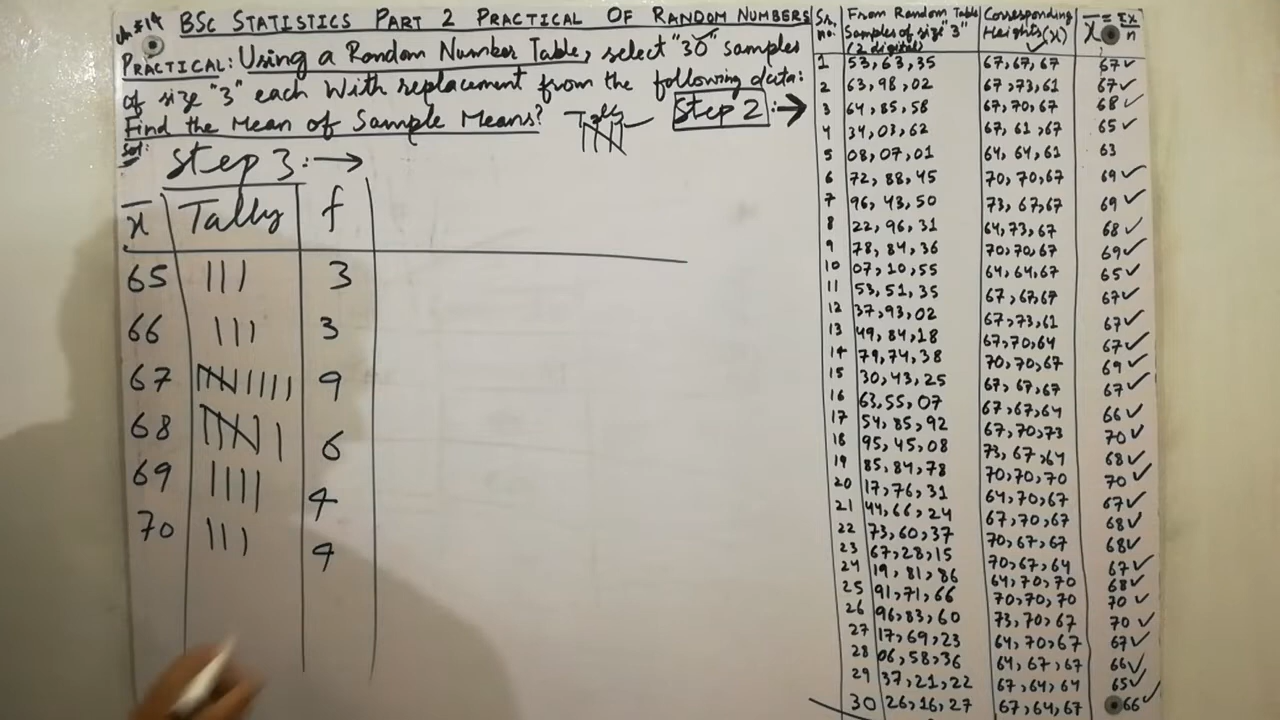 ch #14
BSc STATISTICS PART 2 PRACTICAL OF RANDOM NUMBERS
PRACTICAL: Using a Random Number Table, select "30" samples
of size "3" each with replacement from the following data:
Find the Mean of Sample Means?
Sol:
Step 2: →
Step 3: →
x̄ Tally f
65 ||| 3
66 ||| 3
67 9
68 6
69 |||| 4
70 ||| 4
Sr. no. From Random Table Samples of size "3" (2 digital) Corresponding Heights (x) x̄ = Σx/n
1 53, 63, 35 67, 67, 67 67✓
2 63, 98, 02 67, 73, 61 67✓
3 64, 85, 58 67, 70, 67 68✓
4 34, 03, 62 67, 61, 67 65✓
5 08, 07, 01 64, 64, 61 63
6 72, 88, 45 70, 70, 67 69✓
7 96, 43, 50 73, 67, 67 69✓
8 22, 96, 31 64, 73, 67 68✓
9 78, 84, 36 70, 70, 67 69✓
10 07, 10, 55 64, 64, 67 65✓
11 53, 51, 35 67, 67, 67 67✓
12 37, 93, 02 67, 73, 61 67✓
13 49, 84, 18 67, 70, 64 67✓
14 79, 74, 38 70, 70, 67 69✓
15 30, 43, 25 67, 67, 67 67✓
16 63, 55, 07 67, 67, 64 66✓
17 54, 85, 92 67, 70, 73 70✓
18 95, 45, 08 73, 67, 64 68✓
19 85, 84, 78 70, 70, 70 70✓
20 17, 76, 31 64, 70, 67 67✓
21 44, 66, 24 67, 70, 67 68✓
22 73, 60, 37 70, 67, 67 68✓
23 67, 28, 15 70, 67, 64 67✓
24 19, 81, 86 64, 70, 70 68✓
25 91, 71, 66 70, 70, 70 70✓
26 96, 83, 60 73, 70, 67 70✓
27 17, 69, 23 64, 70, 67 67✓
28 06, 58, 36 64, 67, 67 66✓
29 37, 21, 22 67, 64, 64 65✓
30 26, 16, 27 67, 64, 67 66✓